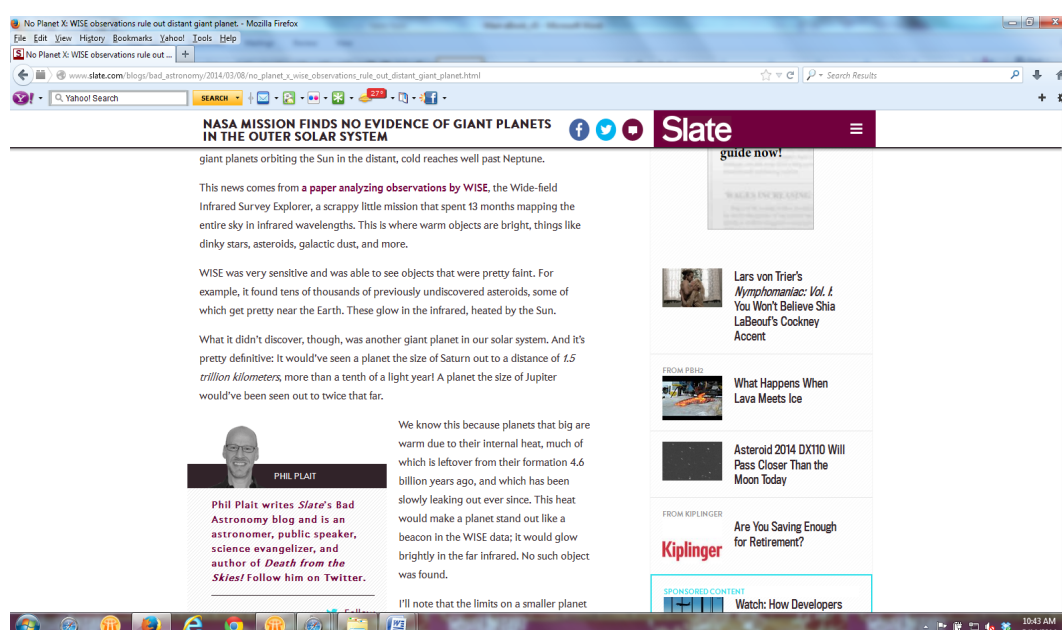 No Planet X: WISE observations rule out distant giant planet. - Mozilla Firefox
File Edit View History Bookmarks Yahoo! Tools Help
No Planet X: WISE observations rule out ...
www.slate.com/blogs/bad_astronomy/2014/03/08/no_planet_x_wise_observations_rule_out_distant_giant_planet.html
Search Results
Yahoo! Search
SEARCH
27°
NASA MISSION FINDS NO EVIDENCE OF GIANT PLANETS
IN THE OUTER SOLAR SYSTEM
Slate
giant planets orbiting the Sun in the distant, cold reaches well past Neptune.
This news comes from a paper analyzing observations by WISE, the Wide-field
Infrared Survey Explorer, a scrappy little mission that spent 13 months mapping the
entire sky in infrared wavelengths. This is where warm objects are bright, things like
dinky stars, asteroids, galactic dust, and more.
WISE was very sensitive and was able to see objects that were pretty faint. For
example, it found tens of thousands of previously undiscovered asteroids, some of
which get pretty near the Earth. These glow in the infrared, heated by the Sun.
What it didn't discover, though, was another giant planet in our solar system. And it's
pretty definitive: It would've seen a planet the size of Saturn out to a distance of 1.5
trillion kilometers, more than a tenth of a light year! A planet the size of Jupiter
would've been seen out to twice that far.
We know this because planets that big are
warm due to their internal heat, much of
which is leftover from their formation 4.6
billion years ago, and which has been
slowly leaking out ever since. This heat
would make a planet stand out like a
beacon in the WISE data; it would glow
brightly in the far infrared. No such object
was found.
I'll note that the limits on a smaller planet
PHIL PLAIT
Phil Plait writes Slate's Bad
Astronomy blog and is an
astronomer, public speaker,
science evangelizer, and
author of Death from the
Skies! Follow him on Twitter.
Follow
guide now!
WAGES INCREASING
Lars von Trier's
Nymphomaniac: Vol. I:
You Won't Believe Shia
LaBeouf's Cockney
Accent
FROM PBH2
What Happens When
Lava Meets Ice
Asteroid 2014 DX110 Will
Pass Closer Than the
Moon Today
FROM KIPLINGER
Kiplinger
Are You Saving Enough
for Retirement?
SPONSORED CONTENT
Watch: How Developers
10:43 AM